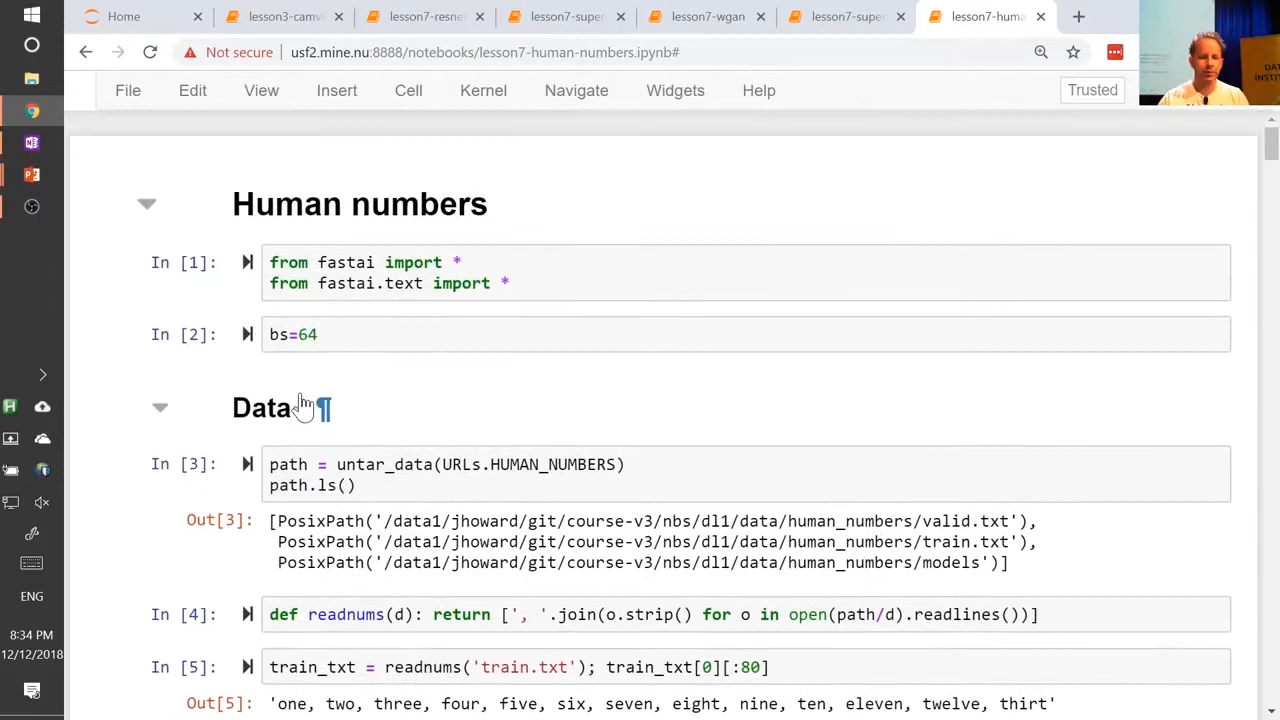 Home
lesson3-camvi
lesson7-resne
lesson7-super
lesson7-wgan
lesson7-super
lesson7-huma
Not secure
usf2.mine.nu:8888/notebooks/lesson7-human-numbers.ipynb#
File Edit View Insert Cell Kernel Navigate Widgets Help
Trusted
DAT
INSTIT
Human numbers
In [1]:
from fastai import *
from fastai.text import *
In [2]:
bs=64
Data¶
In [3]:
path = untar_data(URLs.HUMAN_NUMBERS)
path.ls()
Out[3]:
[PosixPath('/data1/jhoward/git/course-v3/nbs/dl1/data/human_numbers/valid.txt'),
PosixPath('/data1/jhoward/git/course-v3/nbs/dl1/data/human_numbers/train.txt'),
PosixPath('/data1/jhoward/git/course-v3/nbs/dl1/data/human_numbers/models')]
In [4]:
def readnums(d): return [', '.join(o.strip() for o in open(path/d).readlines())]
In [5]:
train_txt = readnums('train.txt'); train_txt[0][:80]
Out[5]:
'one, two, three, four, five, six, seven, eight, nine, ten, eleven, twelve, thirt'
ENG
8:34 PM
12/12/2018